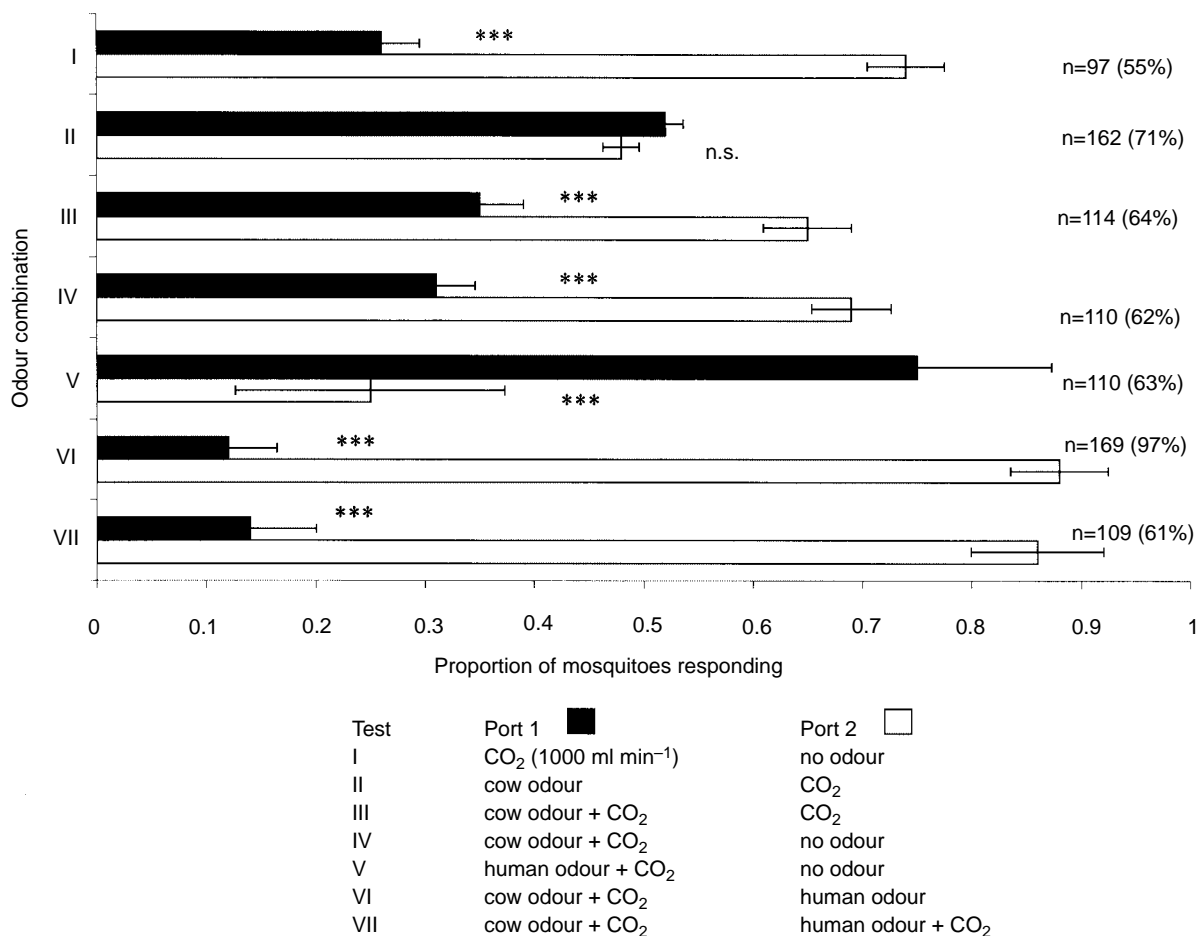 I
***
n=97 (55%)
II
n.s.
n=162 (71%)
III
***
n=114 (64%)
IV
***
n=110 (62%)
V
***
n=110 (63%)
VI
***
n=169 (97%)
VII
***
n=109 (61%)
Odour combination
0 0.1 0.2 0.3 0.4 0.5 0.6 0.7 0.8 0.9 1
Proportion of mosquitoes responding
Test Port 1 Port 2
I CO₂ (1000 ml min⁻¹) no odour
II cow odour CO₂
III cow odour + CO₂ CO₂
IV cow odour + CO₂ no odour
V human odour + CO₂ no odour
VI cow odour + CO₂ human odour
VII cow odour + CO₂ human odour + CO₂